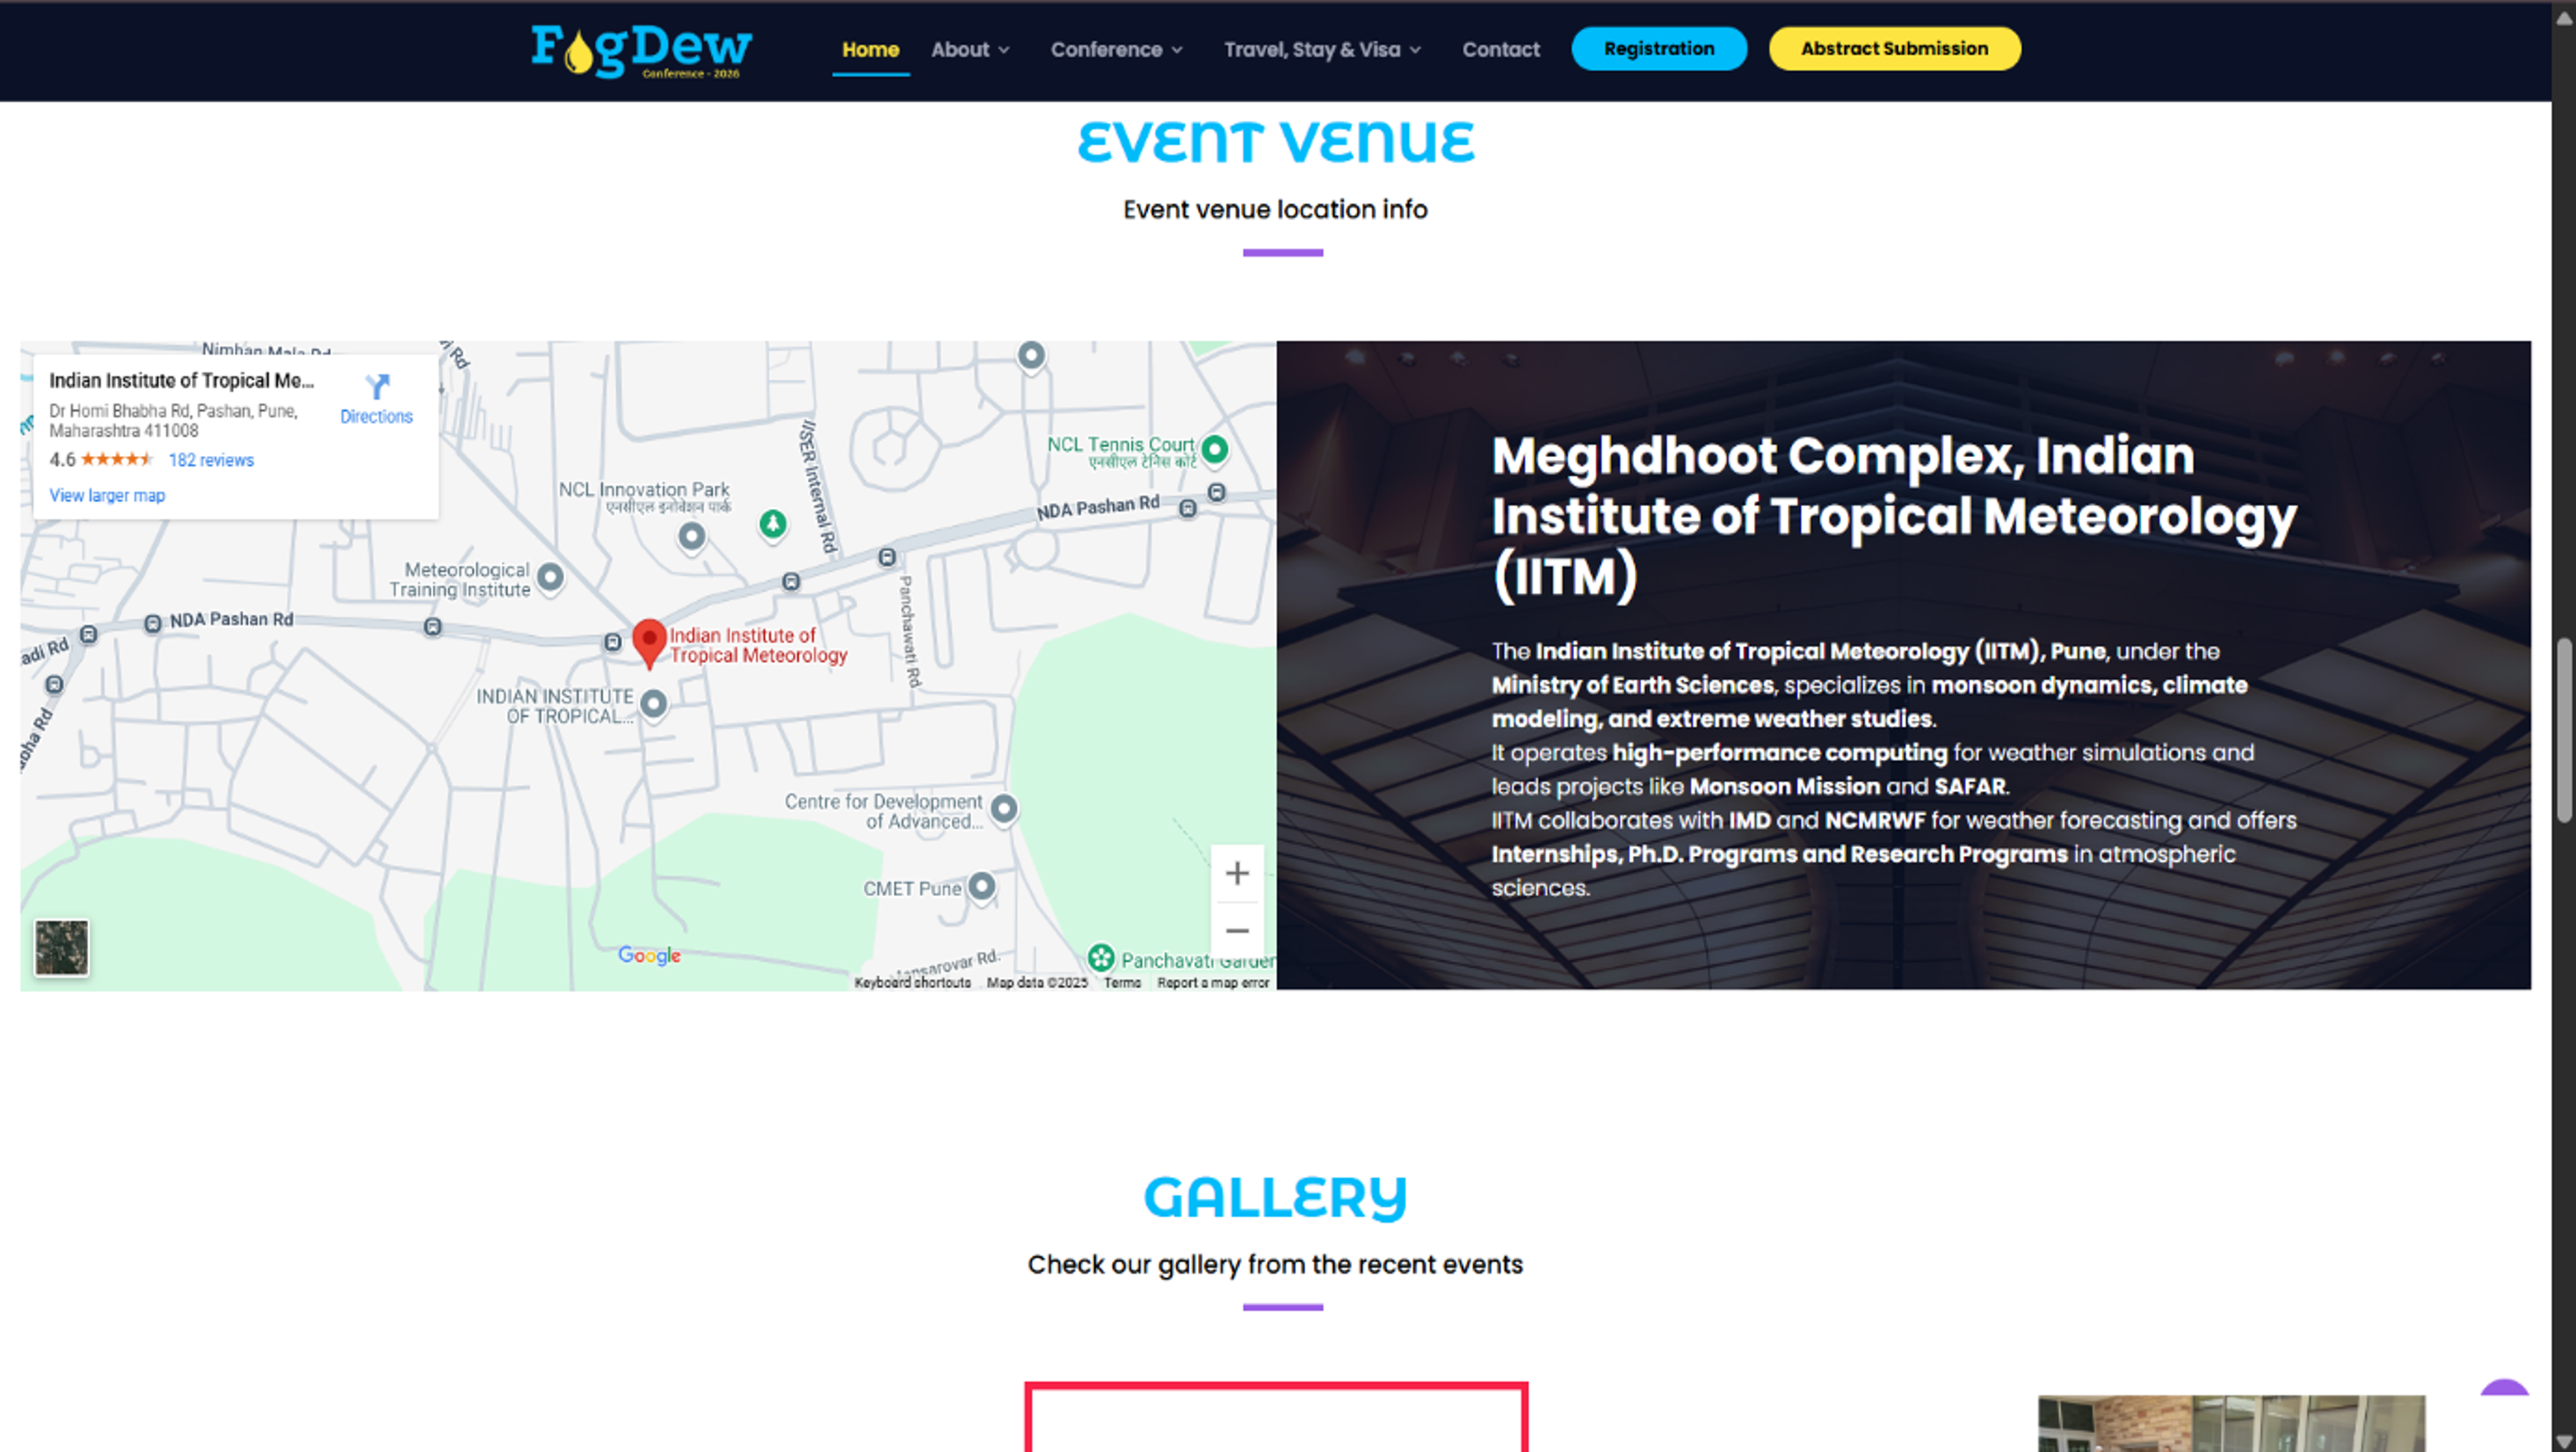 FogDew
Conference - 2026
Home
About
Conference
Travel, Stay & Visa
Contact
Registration
Abstract Submission
EVENT VENUE
Event venue location info
Indian Institute of Tropical Me...
Dr Homi Bhabha Rd, Pashan, Pune,
Maharashtra 411008
4.6
182 reviews
View larger map
Directions
Rd
NCL Tennis Court
एनसीएल टेनिस कोर्ट
IISER Internal Rd
NCL Innovation Park
एनसीएल इनोवेशन पार्क
NDA Pashan Rd
Meteorological
Training Institute
NDA Pashan Rd
Panchawati Rd
Indian Institute of
Tropical Meteorology
INDIAN INSTITUTE
OF TROPICAL...
Centre for Development
of Advanced...
CMET Pune
Panchavati Garden
Google
Keyboard shortcuts
Map data ©2025
Terms
Report a map error
Meghdhoot Complex, Indian
Institute of Tropical Meteorology
(IITM)
The Indian Institute of Tropical Meteorology (IITM), Pune, under the
Ministry of Earth Sciences, specializes in monsoon dynamics, climate
modeling, and extreme weather studies.
It operates high-performance computing for weather simulations and
leads projects like Monsoon Mission and SAFAR.
IITM collaborates with IMD and NCMRWF for weather forecasting and offers
Internships, Ph.D. Programs and Research Programs in atmospheric
sciences.
GALLERY
Check our gallery from the recent events